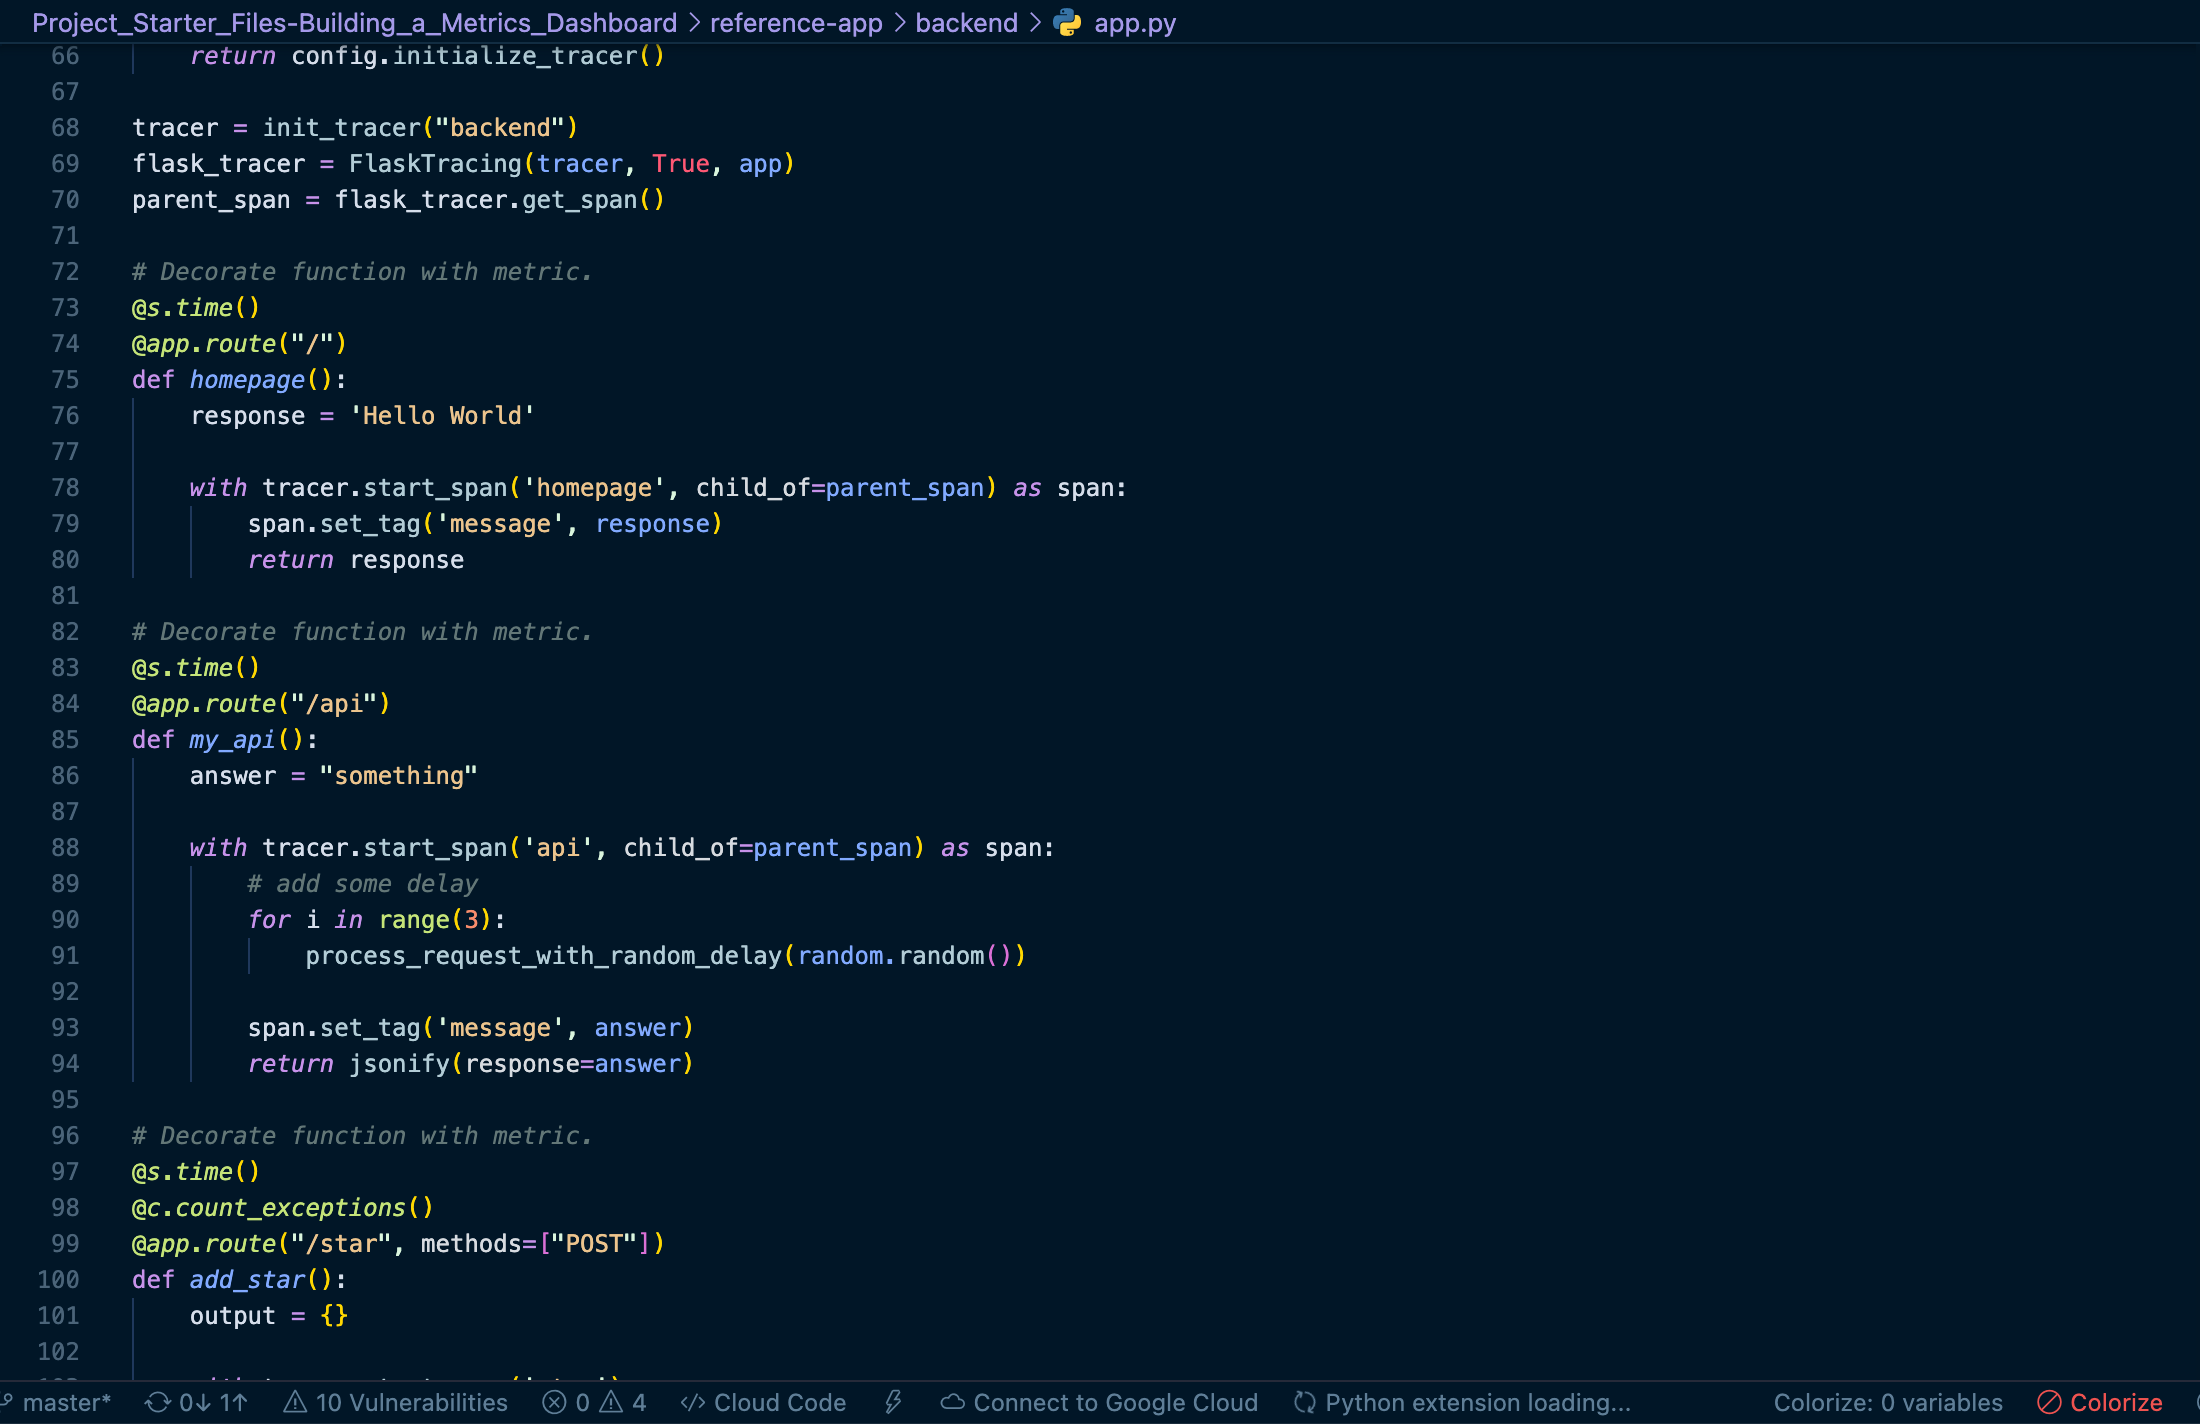 Project_Starter_Files-Building_a_Metrics_Dashboard > reference-app > backend > app.py
66 return config.initialize_tracer()
67
68 tracer = init_tracer("backend")
69 flask_tracer = FlaskTracing(tracer, True, app)
70 parent_span = flask_tracer.get_span()
71
72 # Decorate function with metric.
73 @s.time()
74 @app.route("/")
75 def homepage():
76 response = 'Hello World'
77
78 with tracer.start_span('homepage', child_of=parent_span) as span:
79 span.set_tag('message', response)
80 return response
81
82 # Decorate function with metric.
83 @s.time()
84 @app.route("/api")
85 def my_api():
86 answer = "something"
87
88 with tracer.start_span('api', child_of=parent_span) as span:
89 # add some delay
90 for i in range(3):
91 process_request_with_random_delay(random.random())
92
93 span.set_tag('message', answer)
94 return jsonify(response=answer)
95
96 # Decorate function with metric.
97 @s.time()
98 @c.count_exceptions()
99 @app.route("/star", methods=["POST"])
100 def add_star():
101 output = {}
102
master* 0↓ 1↑ 10 Vulnerabilities 0 4 </> Cloud Code Connect to Google Cloud Python extension loading... Colorize: 0 variables Colorize